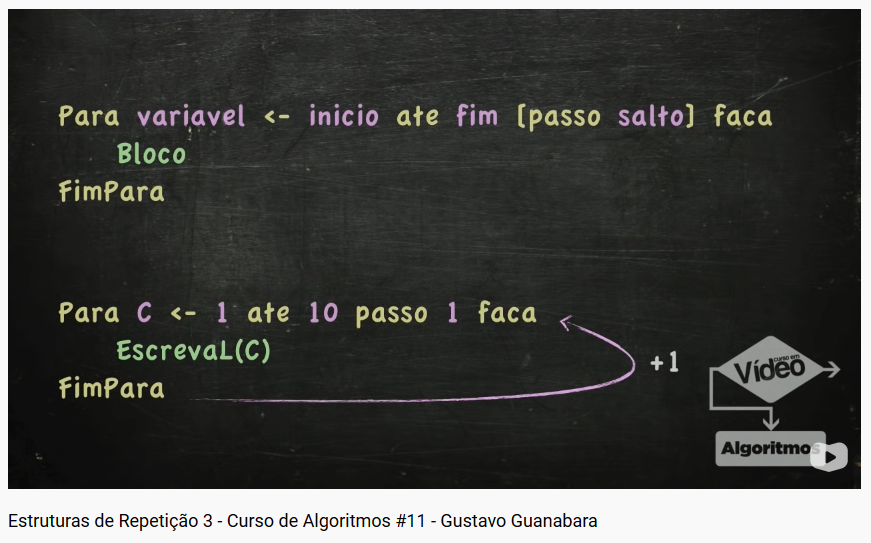 Para variavel <- inicio ate fim [passo salto] faca
Bloco
FimPara
Para C <- 1 ate 10 passo 1 faca
EscrevaL(C)
FimPara
+1
curso em
Vídeo
Algoritmos
Estruturas de Repetição 3 - Curso de Algoritmos #11 - Gustavo Guanabara